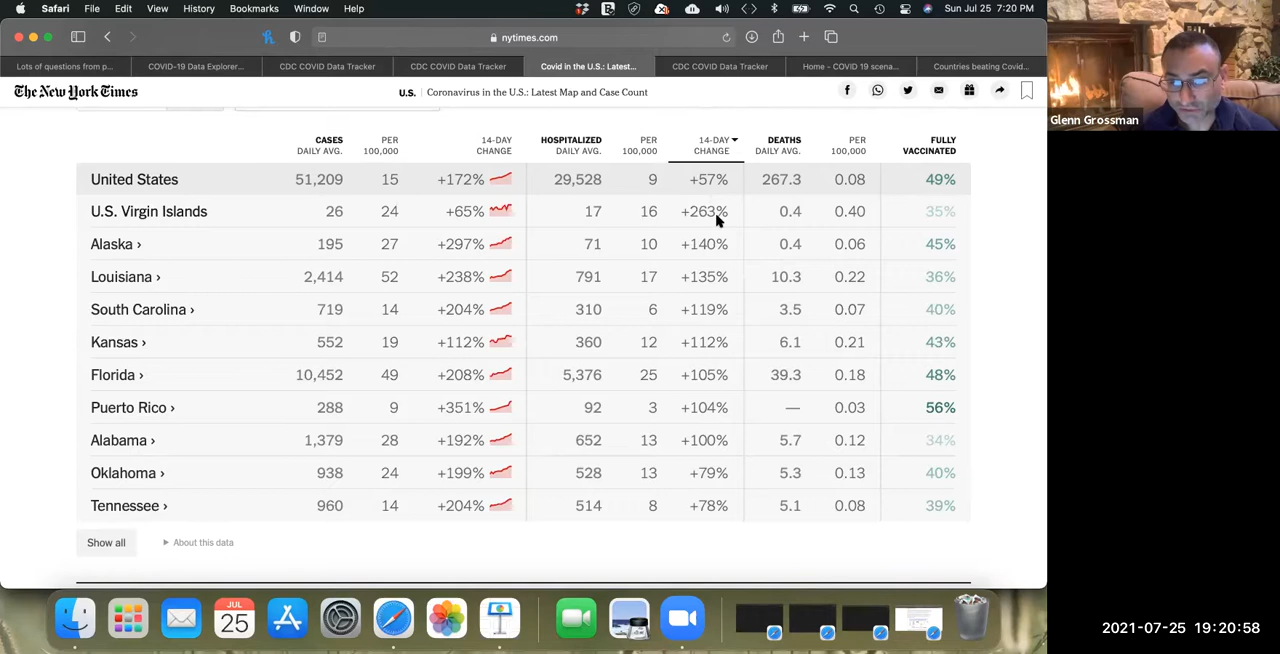 Safari File Edit View History Bookmarks Window Help Sun Jul 25 7:20 PM
nytimes.com
Lots of questions from p... COVID-19 Data Explorer... CDC COVID Data Tracker CDC COVID Data Tracker Covid in the U.S.: Latest... CDC COVID Data Tracker Home - COVID 19 scena... Countries beating Covid...
The New York Times U.S. Coronavirus in the U.S.: Latest Map and Case Count
Glenn Grossman
CASES PER 14-DAY HOSPITALIZED PER 14-DAY DEATHS PER FULLY
DAILY AVG. 100,000 CHANGE DAILY AVG. 100,000 CHANGE DAILY AVG. 100,000 VACCINATED
United States 51,209 15 +172% 29,528 9 +57% 267.3 0.08 49%
U.S. Virgin Islands 26 24 +65% 17 16 +263% 0.4 0.40 35%
Alaska › 195 27 +297% 71 10 +140% 0.4 0.06 45%
Louisiana › 2,414 52 +238% 791 17 +135% 10.3 0.22 36%
South Carolina › 719 14 +204% 310 6 +119% 3.5 0.07 40%
Kansas › 552 19 +112% 360 12 +112% 6.1 0.21 43%
Florida › 10,452 49 +208% 5,376 25 +105% 39.3 0.18 48%
Puerto Rico › 288 9 +351% 92 3 +104% — 0.03 56%
Alabama › 1,379 28 +192% 652 13 +100% 5.7 0.12 34%
Oklahoma › 938 24 +199% 528 13 +79% 5.3 0.13 40%
Tennessee › 960 14 +204% 514 8 +78% 5.1 0.08 39%
Show all About this data
JUL
25
2021-07-25 19:20:58